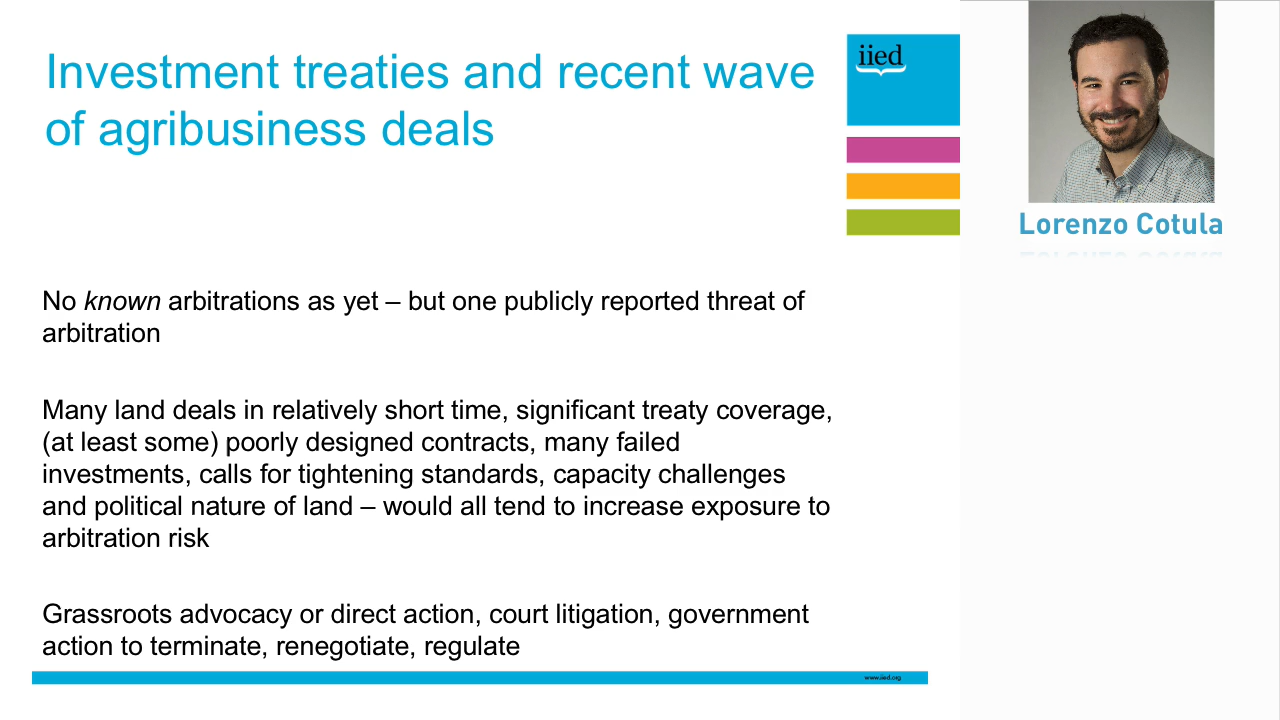 Investment treaties and recent wave
of agribusiness deals
iied
Lorenzo Cotula
No known arbitrations as yet – but one publicly reported threat of
arbitration
Many land deals in relatively short time, significant treaty coverage,
(at least some) poorly designed contracts, many failed
investments, calls for tightening standards, capacity challenges
and political nature of land – would all tend to increase exposure to
arbitration risk
Grassroots advocacy or direct action, court litigation, government
action to terminate, renegotiate, regulate
www.iied.org